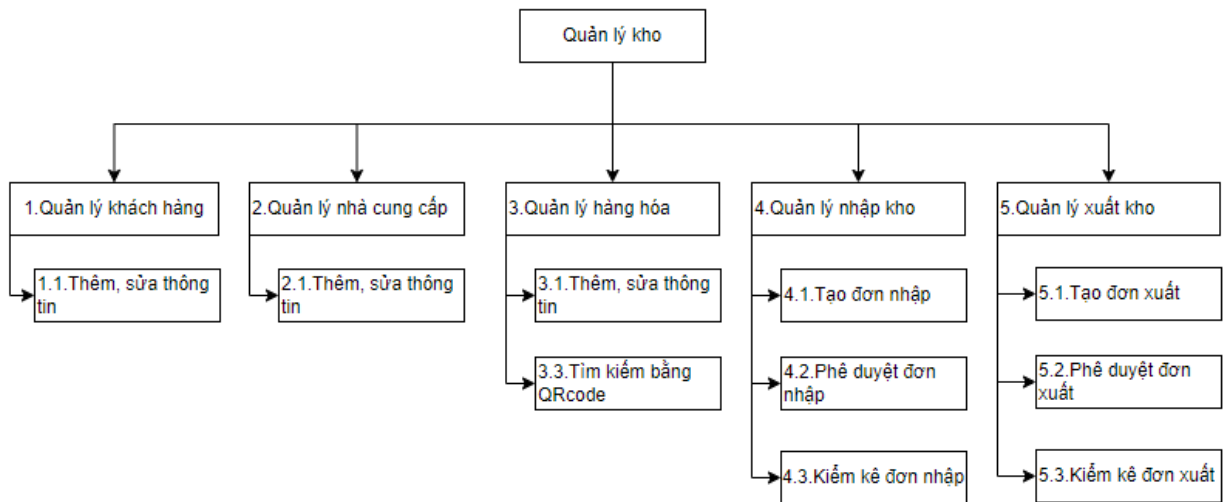 Quản lý kho
1.Quản lý khách hàng
2.Quản lý nhà cung cấp
3.Quản lý hàng hóa
4.Quản lý nhập kho
5.Quản lý xuất kho
1.1.Thêm, sửa thông
tin
2.1.Thêm, sửa thông
tin
3.1.Thêm, sửa thông
tin
4.1.Tạo đơn nhập
5.1.Tạo đơn xuất
3.3.Tìm kiếm bằng
QRcode
4.2.Phê duyệt đơn
nhập
5.2.Phê duyệt đơn
xuất
4.3.Kiểm kê đơn nhập
5.3.Kiểm kê đơn xuất